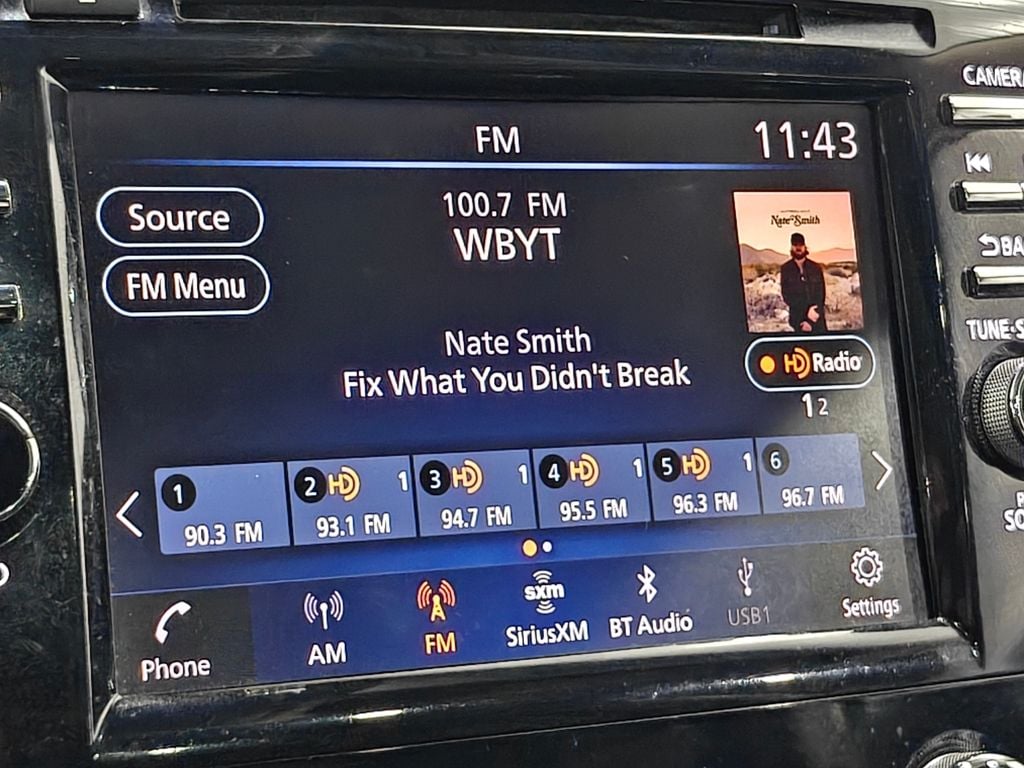 FM
11:43
CAMERA
Source
100.7 FM
WBYT
Nate Smith
FM Menu
BA
TUNE-S
Nate Smith
Fix What You Didn't Break
HD Radio
1 2
1
90.3 FM
2 HD 1
93.1 FM
3 HD 1
94.7 FM
4 HD 1
95.5 FM
5 HD 1
96.3 FM
6
96.7 FM
SO
Phone
AM
FM
sxm
SiriusXM
BT Audio
USB1
Settings